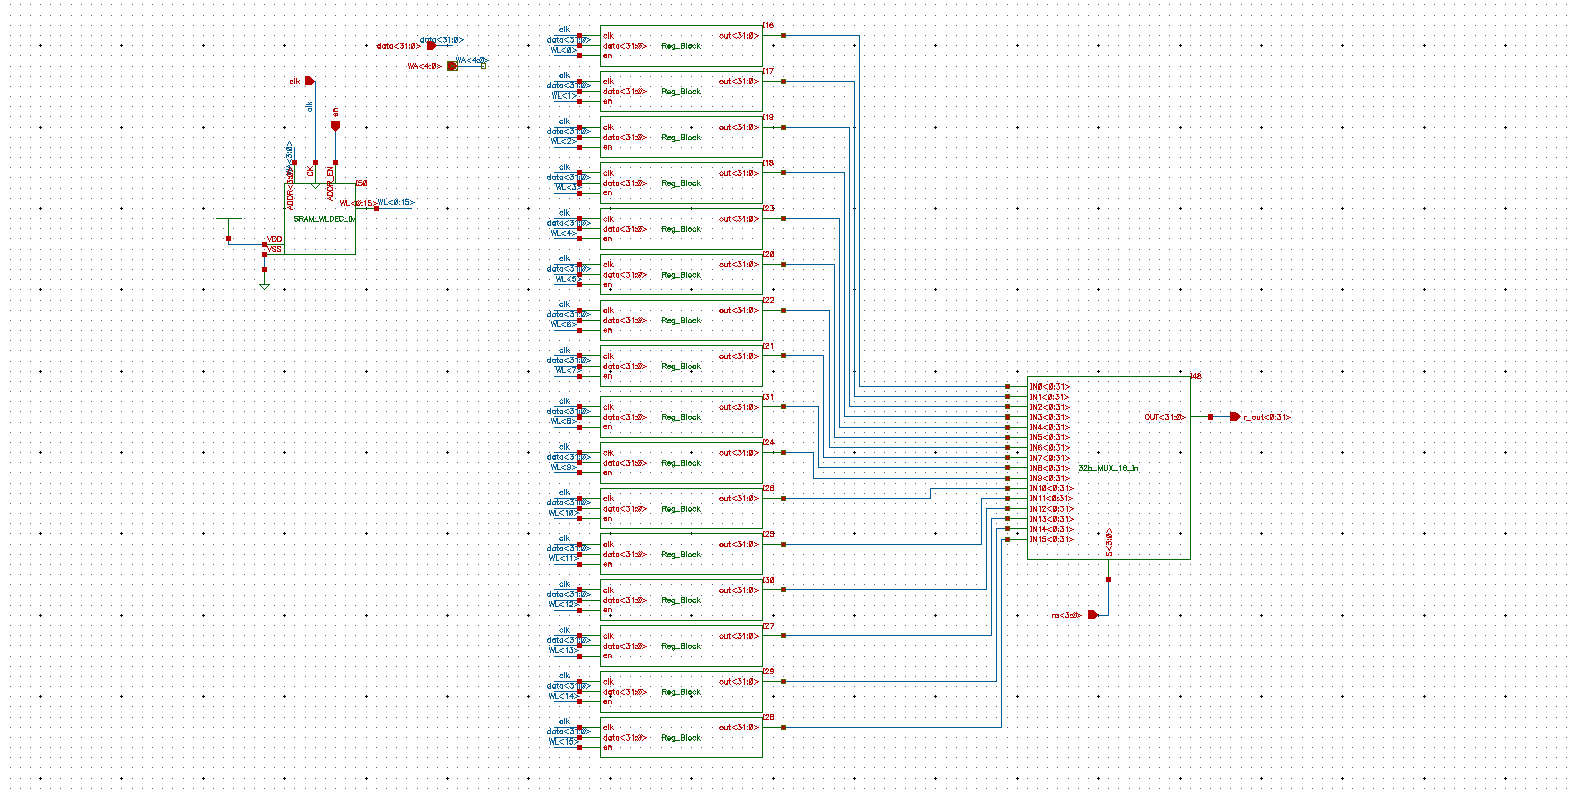 data<31:0>
data<31:0>
WA<4:0>
WA<4:0>
clk
clk
en
WA<3:0>
ADDR<3:0>
CK
ADDR_EN
I50
WL<0:15>
WL<0:15>
VDD
VSS
clk
data<31:0>
WL<0>
clk
data<31:0>
en
Reg_Block
out<31:0>
I16
clk
data<31:0>
WL<1>
clk
data<31:0>
en
Reg_Block
out<31:0>
I17
clk
data<31:0>
WL<2>
clk
data<31:0>
en
Reg_Block
out<31:0>
I19
clk
data<31:0>
WL<3>
clk
data<31:0>
en
Reg_Block
out<31:0>
I18
clk
data<31:0>
WL<4>
clk
data<31:0>
en
Reg_Block
out<31:0>
I23
clk
data<31:0>
WL<5>
clk
data<31:0>
en
Reg_Block
out<31:0>
I20
clk
data<31:0>
WL<6>
clk
data<31:0>
en
Reg_Block
out<31:0>
I22
clk
data<31:0>
WL<7>
clk
data<31:0>
en
Reg_Block
out<31:0>
I21
clk
data<31:0>
WL<8>
clk
data<31:0>
en
Reg_Block
out<31:0>
I31
clk
data<31:0>
WL<9>
clk
data<31:0>
en
Reg_Block
out<31:0>
I24
clk
data<31:0>
WL<10>
clk
data<31:0>
en
Reg_Block
out<31:0>
clk
data<31:0>
WL<11>
clk
data<31:0>
en
Reg_Block
out<31:0>
clk
data<31:0>
WL<12>
clk
data<31:0>
en
Reg_Block
out<31:0>
I30
clk
data<31:0>
WL<13>
clk
data<31:0>
en
Reg_Block
out<31:0>
I27
clk
data<31:0>
WL<14>
clk
data<31:0>
en
Reg_Block
out<31:0>
I29
clk
data<31:0>
WL<15>
clk
data<31:0>
en
Reg_Block
out<31:0>
I28
I48
IN0<0:31>
IN1<0:31>
IN2<0:31>
IN3<0:31>
IN4<0:31>
IN5<0:31>
IN6<0:31>
IN7<0:31>
IN8<0:31>
IN9<0:31>
IN10<0:31>
IN11<0:31>
IN12<0:31>
IN13<0:31>
IN14<0:31>
IN15<0:31>
32b_MUX_16_In
OUT<31:0>
r_out<0:31>
S<3:0>
ra<3:0>